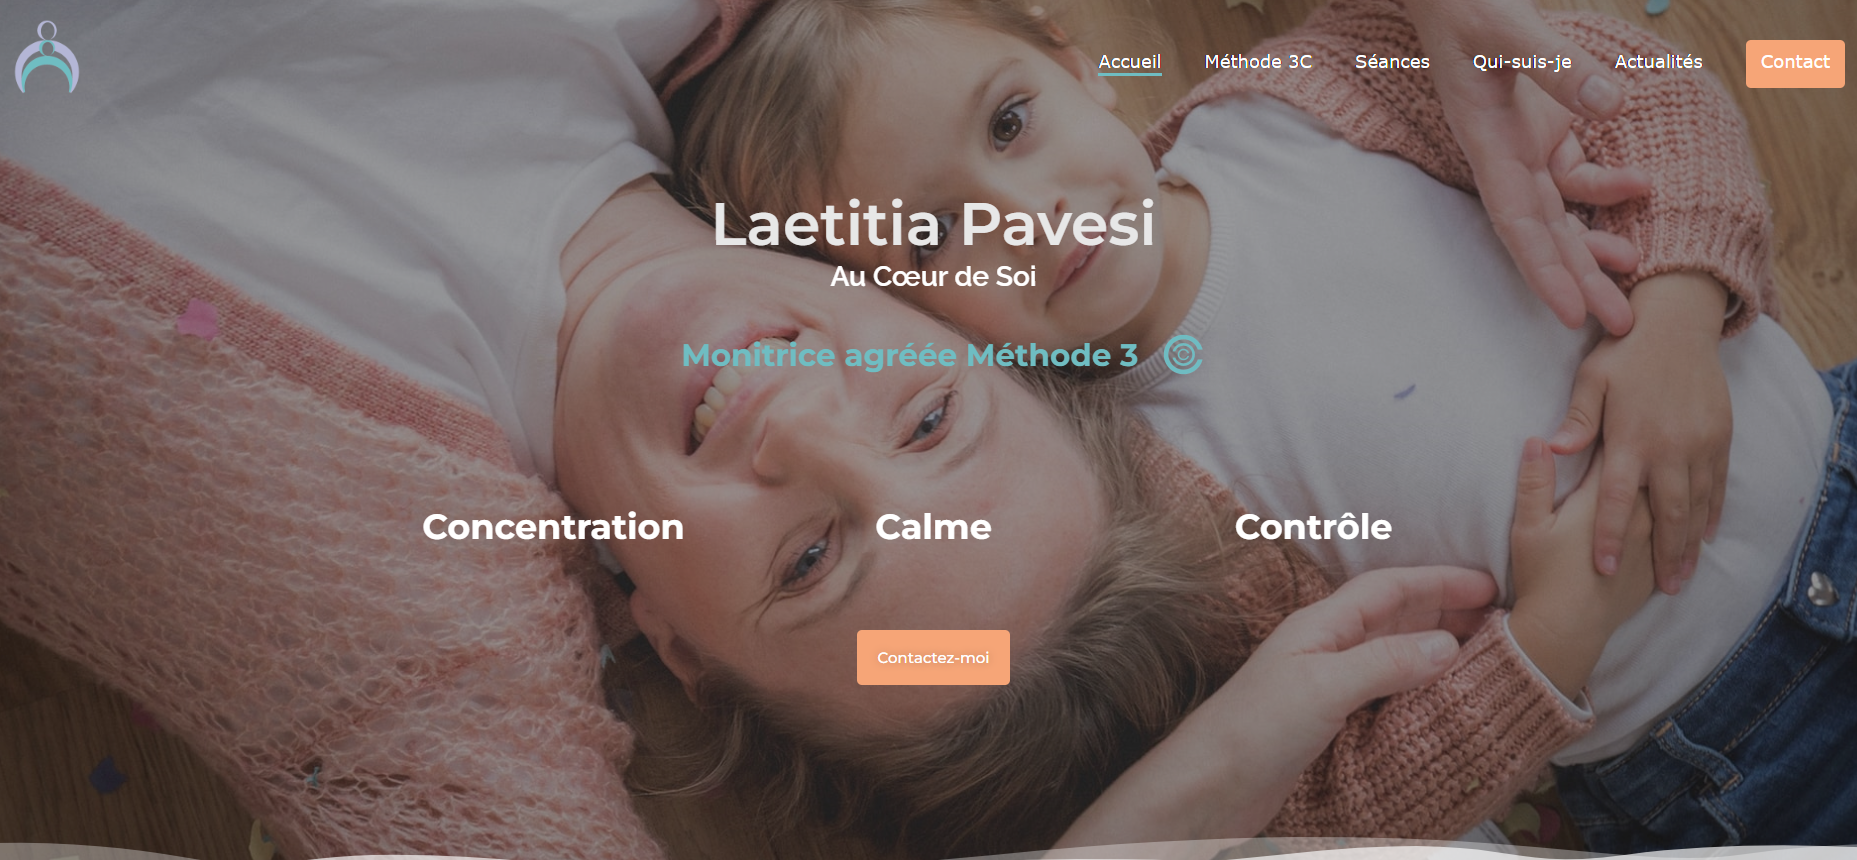 Accueil Méthode 3C Séances Qui-suis-je Actualités Contact
Laetitia Pavesi
Au Cœur de Soi
Monitrice agréée Méthode 3 C
Concentration Calme Contrôle
Contactez-moi